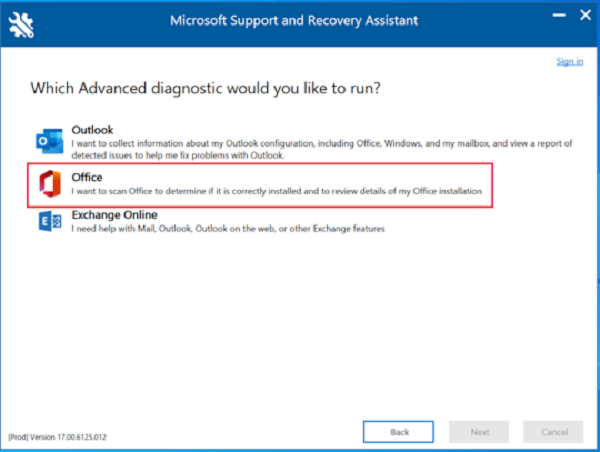 Microsoft Support and Recovery Assistant
Sign in
Which Advanced diagnostic would you like to run?
Outlook
I want to collect information about my Outlook configuration, including Office, Windows, and my mailbox, and view a report of
detected issues to help me fix problems with Outlook.
Office
I want to scan Office to determine if it is correctly installed and to review details of my Office installation
Exchange Online
I need help with Mail, Outlook, Outlook on the web, or other Exchange features
Back
Next
Cancel
[Prod] Version 17.00.6125.012